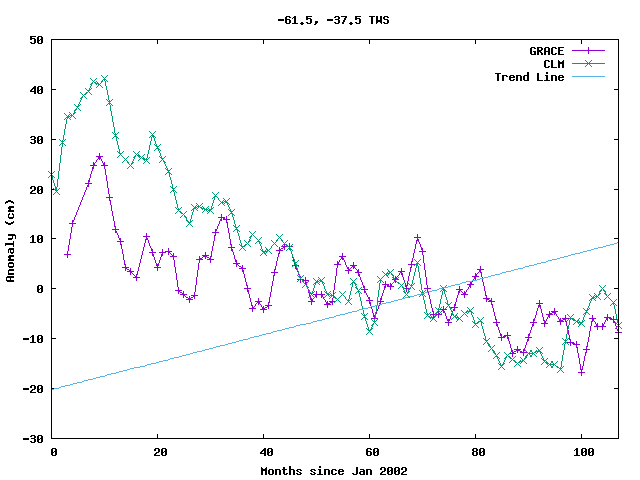 -61.5, -37.5 TWS
50
40
30
20
10
0
-10
-20
-30
Anomaly (cm)
GRACE
CLM
Trend Line
0 20 40 60 80 100
Months since Jan 2002